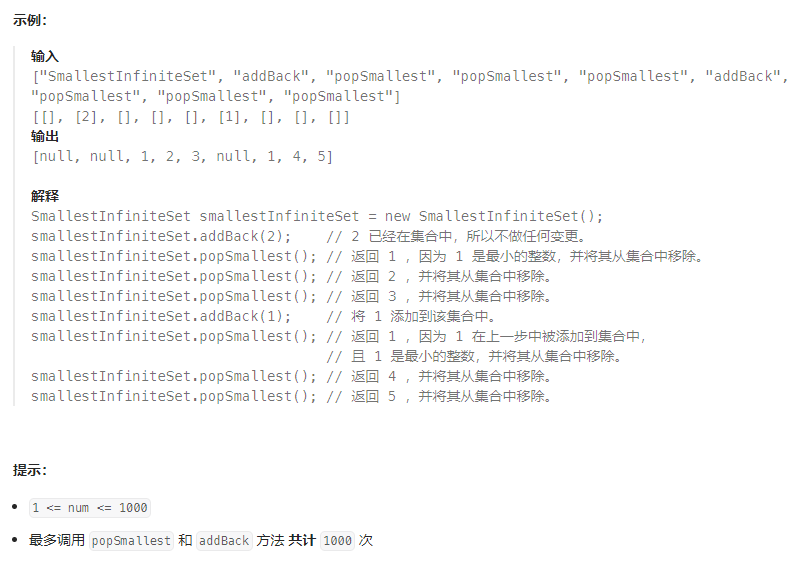 示例：
输入
["SmallestInfiniteSet", "addBack", "popSmallest", "popSmallest", "popSmallest", "addBack",
"popSmallest", "popSmallest", "popSmallest"]
[[], [2], [], [], [], [1], [], [], []]
输出
[null, null, 1, 2, 3, null, 1, 4, 5]
解释
SmallestInfiniteSet smallestInfiniteSet = new SmallestInfiniteSet();
smallestInfiniteSet.addBack(2);    // 2 已经在集合中，所以不做任何变更。
smallestInfiniteSet.popSmallest(); // 返回 1 ，因为 1 是最小的整数，并将其从集合中移除。
smallestInfiniteSet.popSmallest(); // 返回 2 ，并将其从集合中移除。
smallestInfiniteSet.popSmallest(); // 返回 3 ，并将其从集合中移除。
smallestInfiniteSet.addBack(1);    // 将 1 添加到该集合中。
smallestInfiniteSet.popSmallest(); // 返回 1 ，因为 1 在上一步中被添加到集合中，
                                   // 且 1 是最小的整数，并将其从集合中移除。
smallestInfiniteSet.popSmallest(); // 返回 4 ，并将其从集合中移除。
smallestInfiniteSet.popSmallest(); // 返回 5 ，并将其从集合中移除。
提示：
• 1 <= num <= 1000
• 最多调用 popSmallest 和 addBack 方法 共计 1000 次